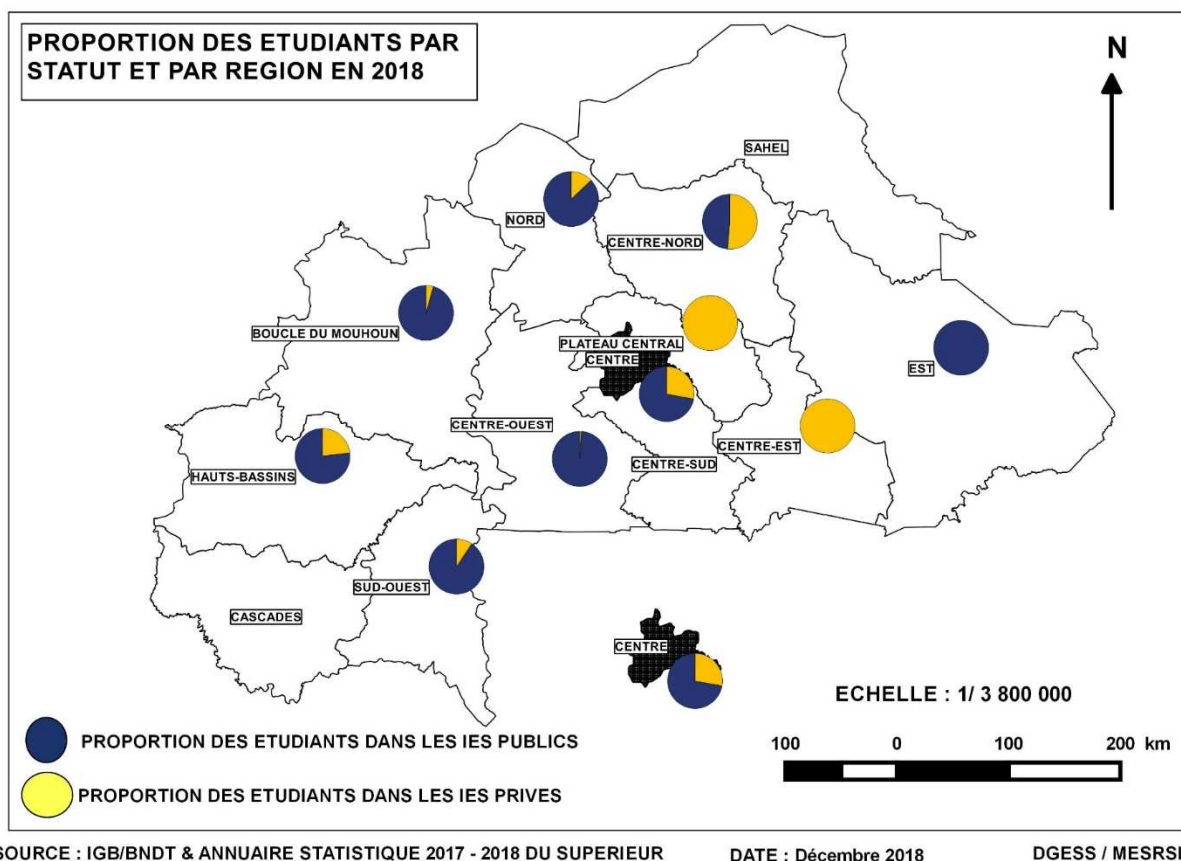 PROPORTION DES ETUDIANTS PAR
STATUT ET PAR REGION EN 2018
N
SAHEL
NORD
CENTRE-NORD
BOUCLE DU MOUHOUN
PLATEAU CENTRAL
CENTRE
EST
CENTRE-OUEST
CENTRE-EST
CENTRE-SUD
HAUTS-BASSINS
SUD-OUEST
CASCADES
CENTRE
ECHELLE : 1/ 3 800 000
100 0 100 200 km
PROPORTION DES ETUDIANTS DANS LES IES PUBLICS
PROPORTION DES ETUDIANTS DANS LES IES PRIVES
SOURCE : IGB/BNDT & ANNUAIRE STATISTIQUE 2017 - 2018 DU SUPERIEUR DATE : Décembre 2018 DGESS / MESRSI